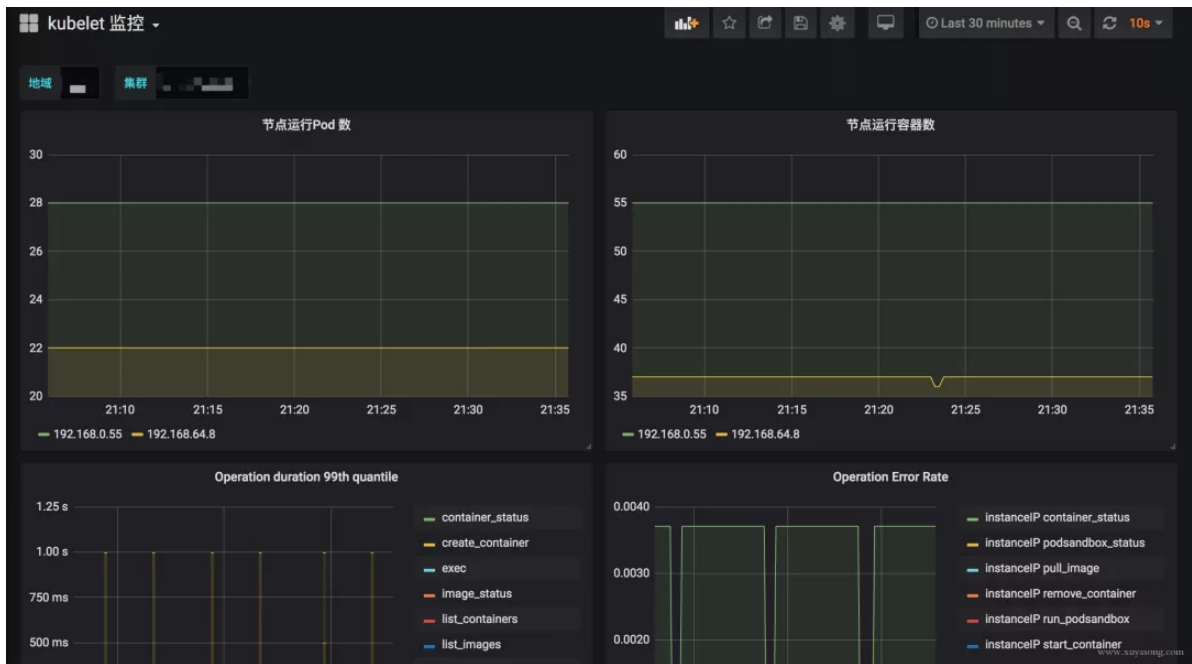 kubelet 监控
Last 30 minutes
10s
地域
集群
节点运行Pod 数
30
28
26
24
22
20
21:10 21:15 21:20 21:25 21:30 21:35
192.168.0.55 192.168.64.8
节点运行容器数
60
55
50
45
40
35
21:10 21:15 21:20 21:25 21:30 21:35
192.168.0.55 192.168.64.8
Operation duration 99th quantile
1.25 s
1.00 s
750 ms
500 ms
container_status
create_container
exec
image_status
list_containers
list_images
Operation Error Rate
0.0040
0.0030
0.0020
instanceIP container_status
instanceIP podsandbox_status
instanceIP pull_image
instanceIP remove_container
instanceIP run_podsandbox
instanceIP start_container
www.xuyasong.com